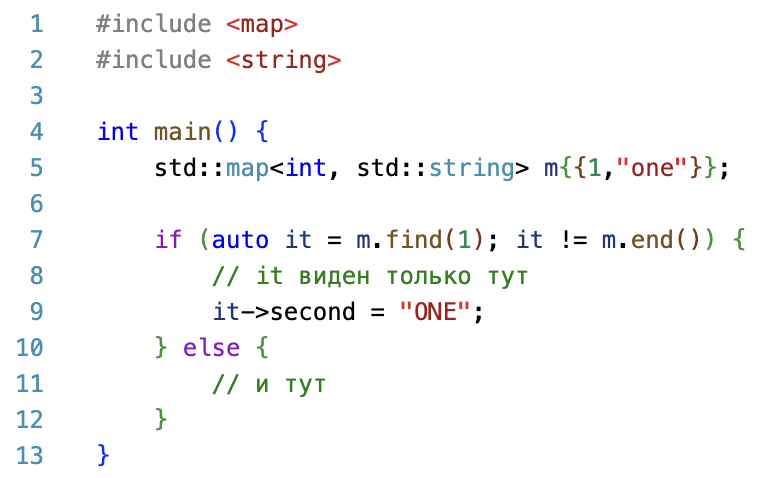 1 #include <map>
2 #include <string>
3
4 int main() {
5     std::map<int, std::string> m{{1,"one"}};
6
7     if (auto it = m.find(1); it != m.end()) {
8         // it виден только тут
9         it->second = "ONE";
10     } else {
11         // и тут
12     }
13 }